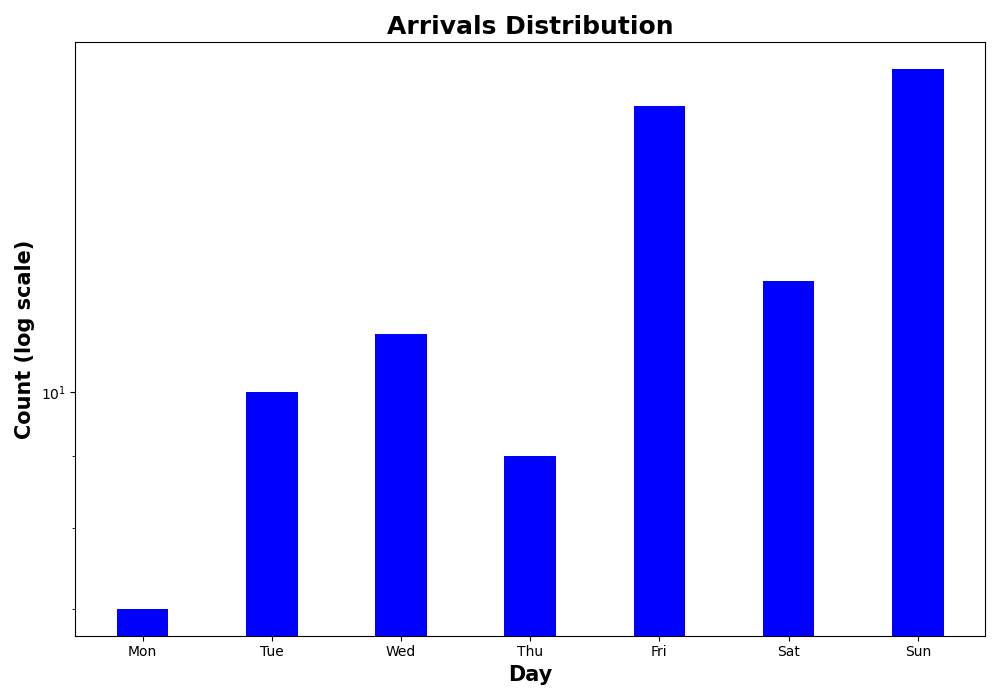 Arrivals Distribution
Count (log scale)
10¹
Mon Tue Wed Thu Fri Sat Sun
Day